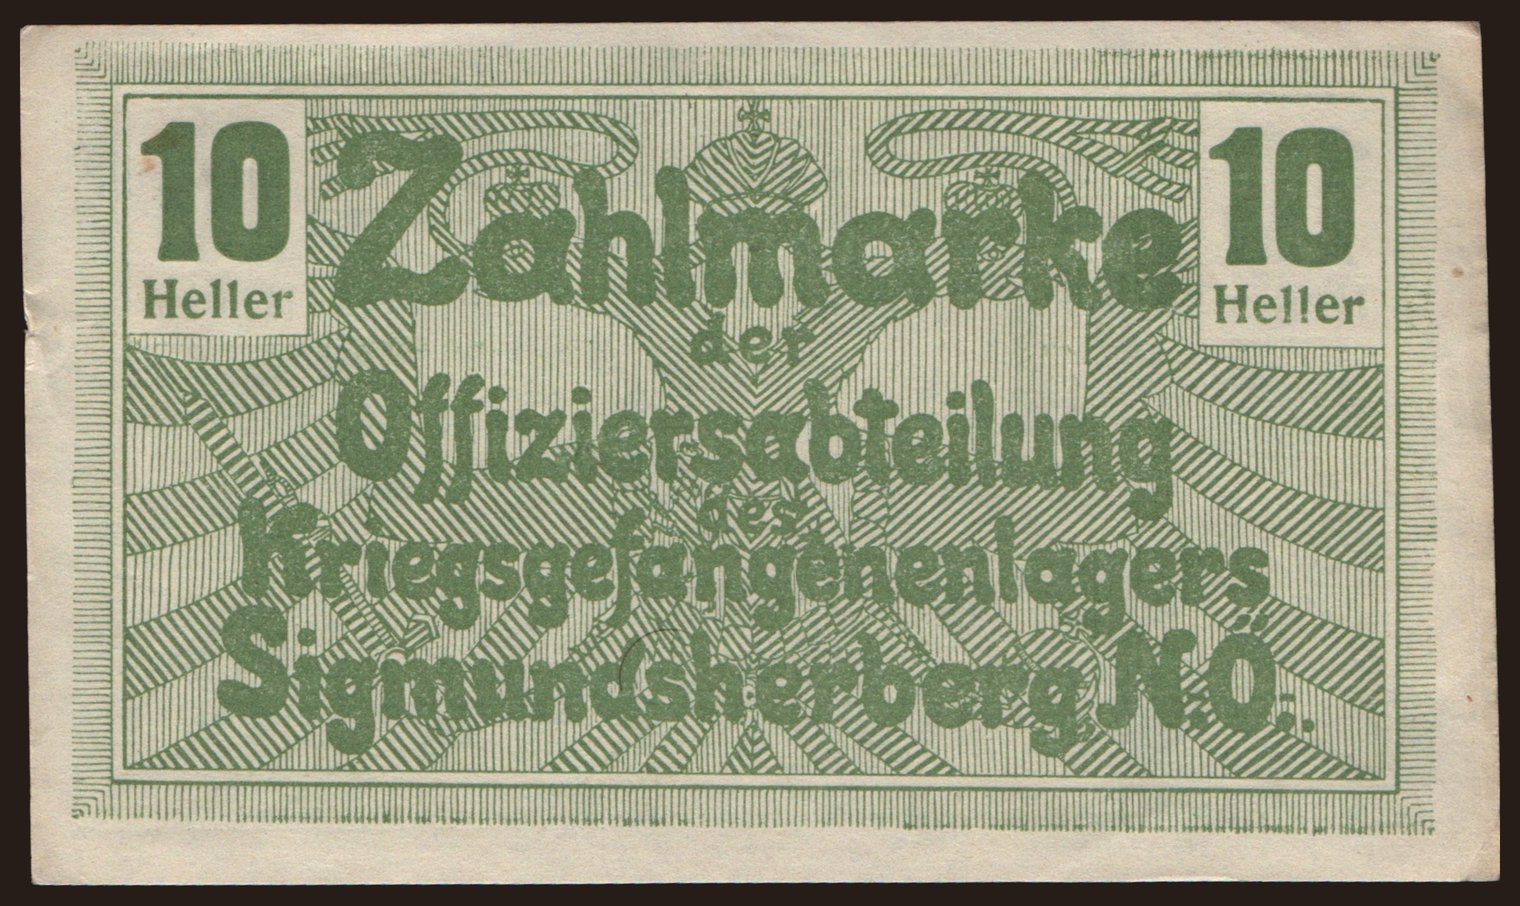 10
Heller
10
Heller
Zahlmarke
der
Offiziersabteilung
des
Kriegsgefangenenlagers
Sigmundsherberg N.Ö.